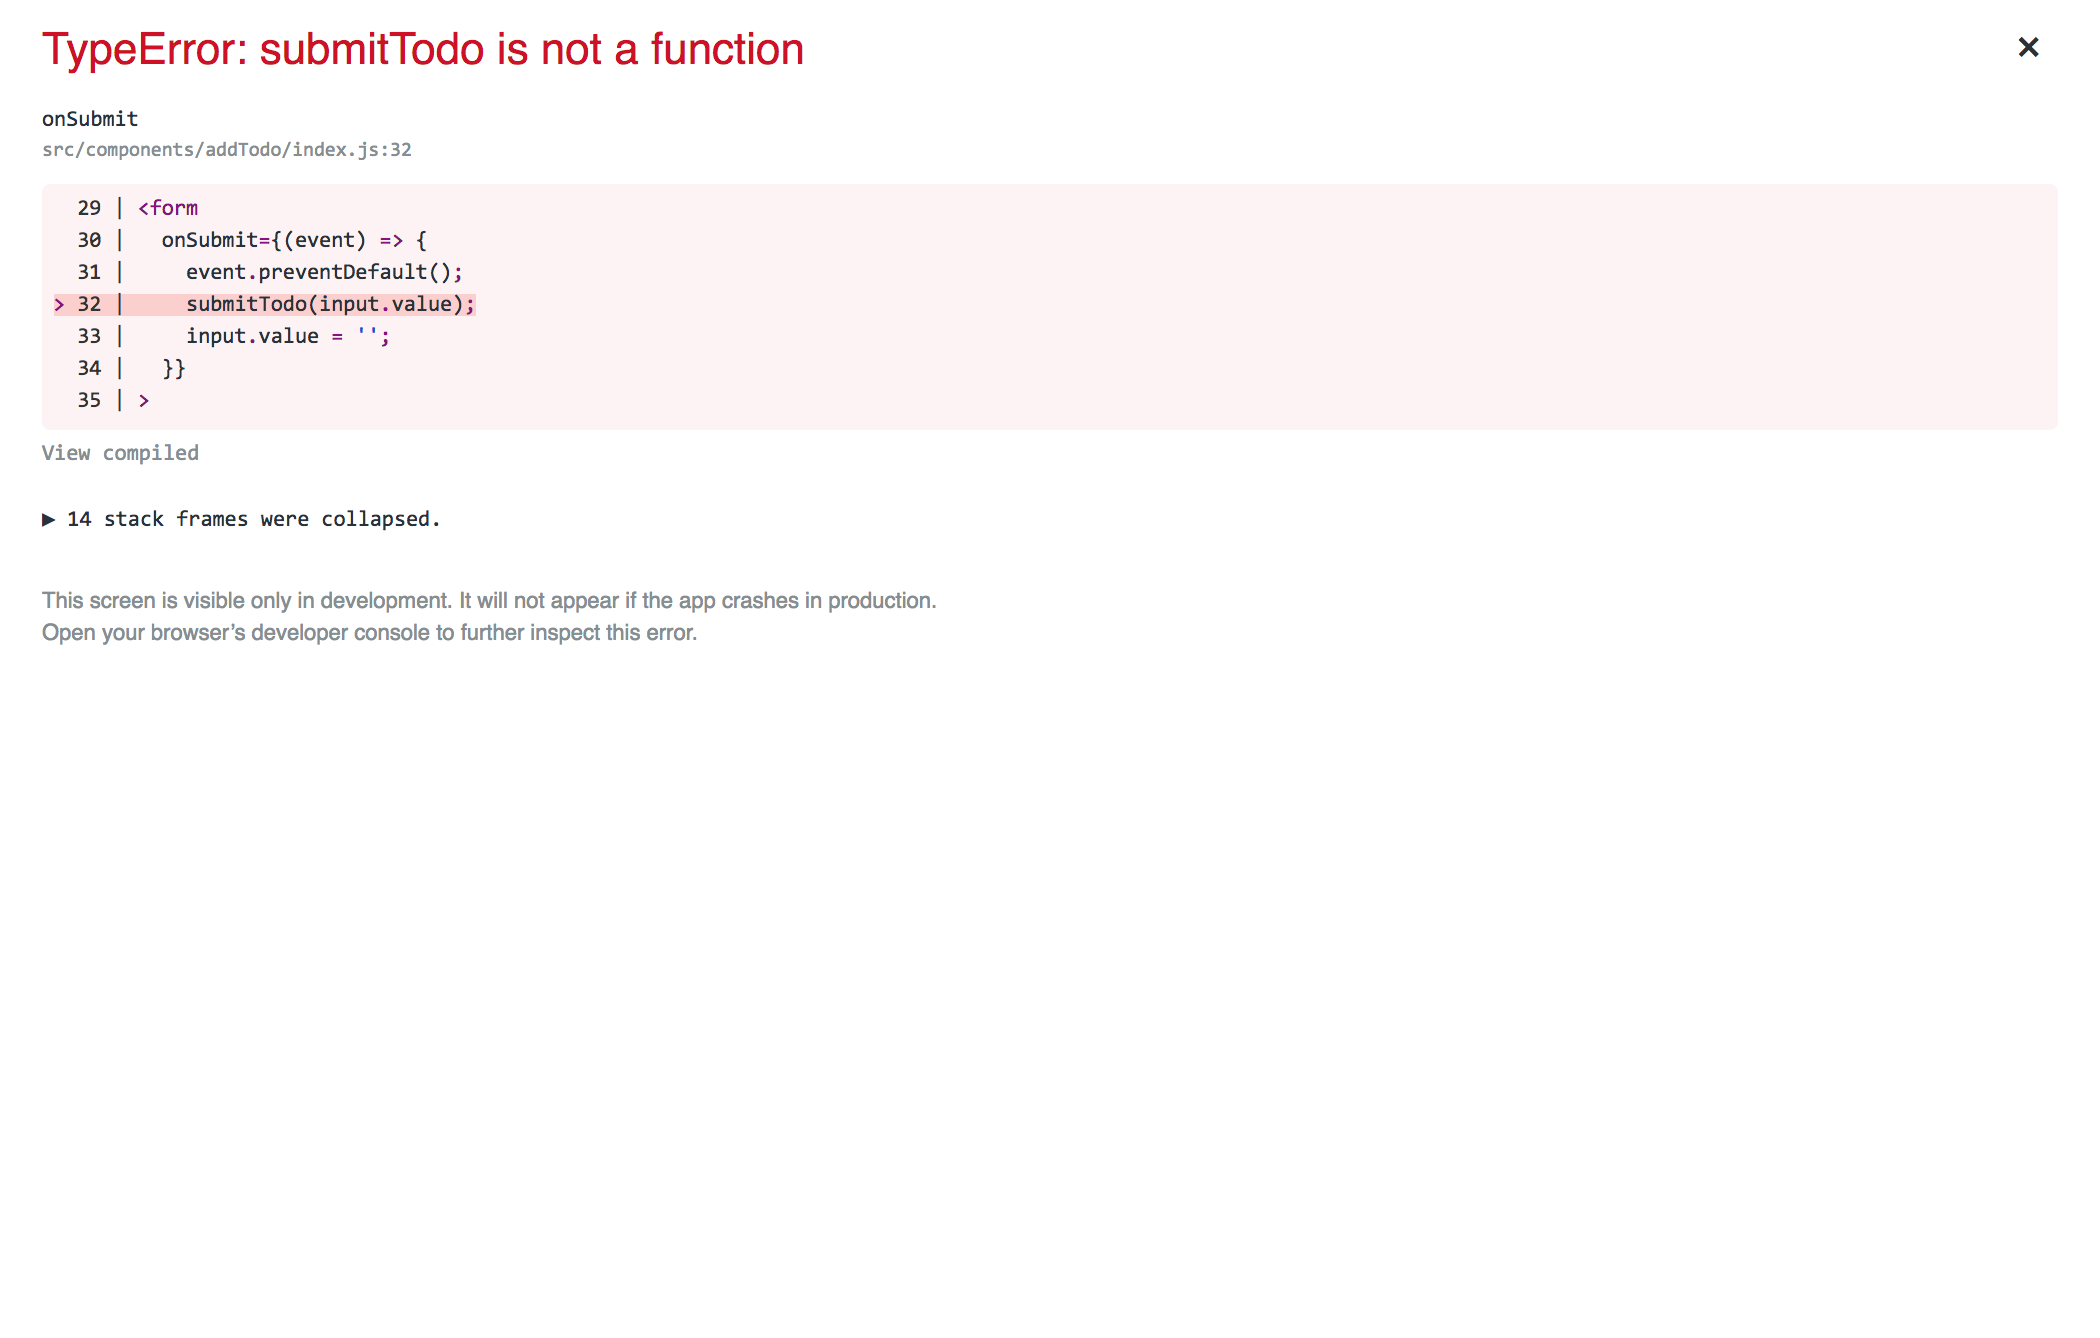 TypeError: submitTodo is not a function
✕
onSubmit
src/components/addTodo/index.js:32
  29 | <form
  30 |   onSubmit={(event) => {
  31 |     event.preventDefault();
> 32 |     submitTodo(input.value);
  33 |     input.value = '';
  34 |   }}
  35 | >
View compiled
▶ 14 stack frames were collapsed.
This screen is visible only in development. It will not appear if the app crashes in production.
Open your browser’s developer console to further inspect this error.